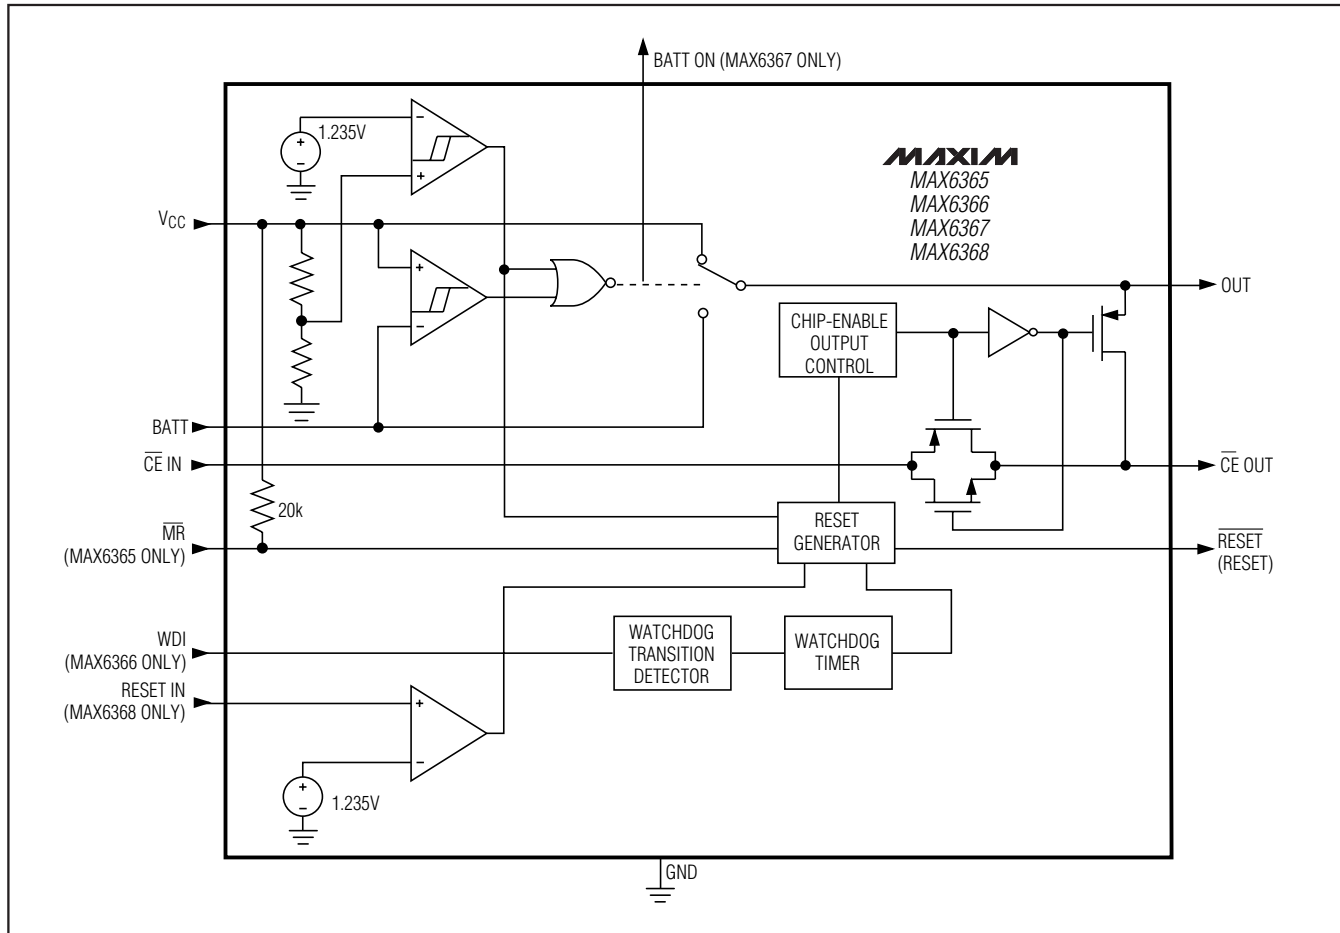 BATT ON (MAX6367 ONLY)
1.235V
MAXIM
MAX6365
MAX6366
MAX6367
MAX6368
VCC
OUT
CHIP-ENABLE
OUTPUT
CONTROL
BATT
CE IN
CE OUT
20k
MR
(MAX6365 ONLY)
RESET
GENERATOR
RESET
(RESET)
WDI
(MAX6366 ONLY)
WATCHDOG
TRANSITION
DETECTOR
WATCHDOG
TIMER
RESET IN
(MAX6368 ONLY)
1.235V
GND